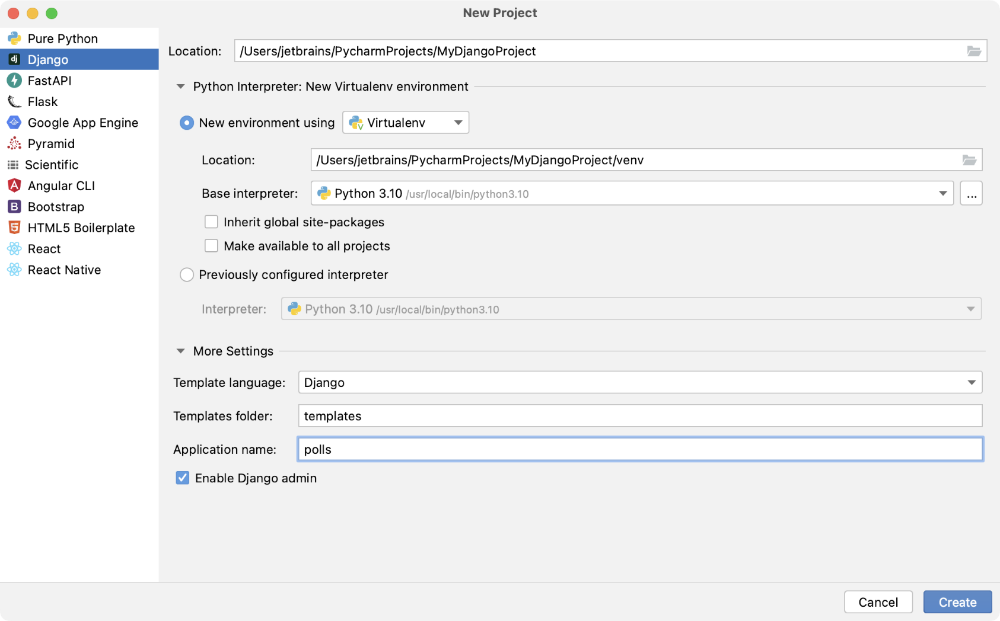 New Project
Pure Python
Django
FastAPI
Flask
Google App Engine
Pyramid
Scientific
Angular CLI
Bootstrap
HTML5 Boilerplate
React
React Native
Location: /Users/jetbrains/PycharmProjects/MyDjangoProject
Python Interpreter: New Virtualenv environment
New environment using Virtualenv
Location: /Users/jetbrains/PycharmProjects/MyDjangoProject/venv
Base interpreter: Python 3.10 /usr/local/bin/python3.10 ...
Inherit global site-packages
Make available to all projects
Previously configured interpreter
Interpreter: Python 3.10 /usr/local/bin/python3.10
More Settings
Template language: Django
Templates folder: templates
Application name: polls
Enable Django admin
Cancel Create